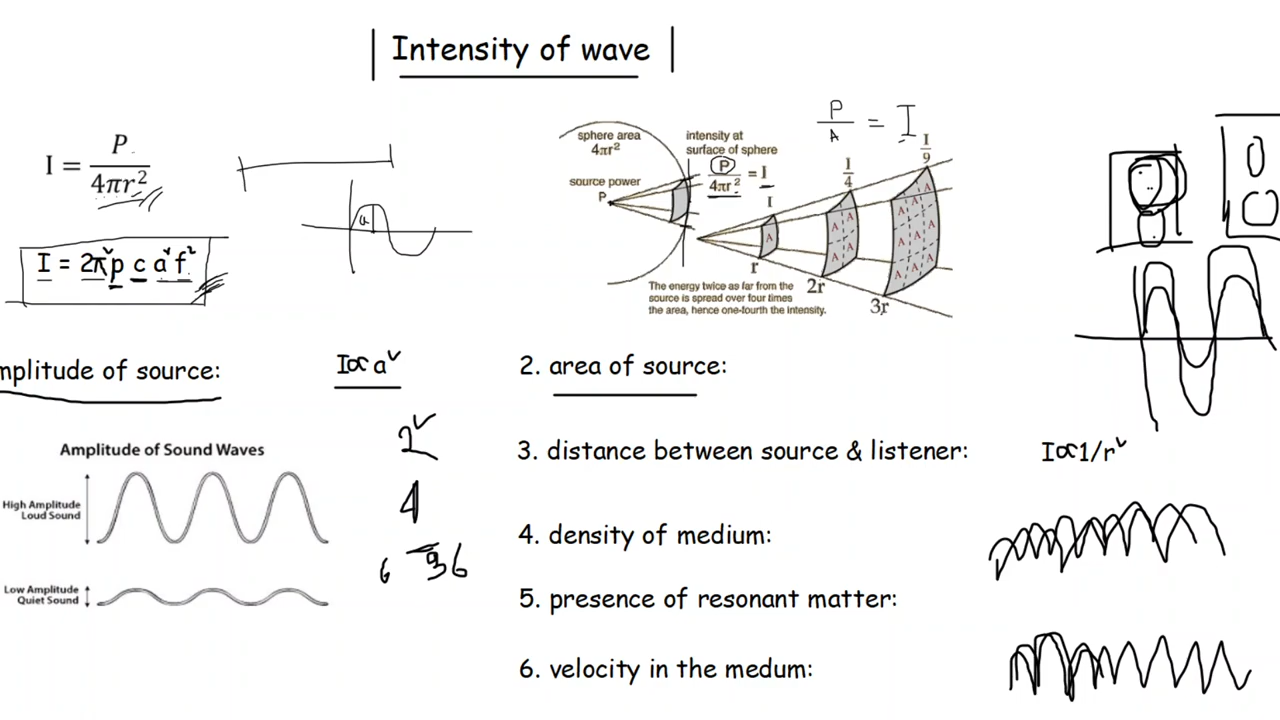 Intensity of wave
I = P / 4πr²
I = 2π²ρ c a² f²
a
sphere area
4πr²
source power
P
intensity at
surface of sphere
P / 4πr² = I
P / A = I
I
I/4
I/9
A
A A A A
A A A A A A A A A
r
2r
3r
The energy twice as far from the
source is spread over four times
the area, hence one-fourth the intensity.
mplitude of source:
I∝a²
Amplitude of Sound Waves
High Amplitude
Loud Sound
Low Amplitude
Quiet Sound
2²
4
6 36
2. area of source:
3. distance between source & listener:
I∝1/r²
4. density of medium:
5. presence of resonant matter:
6. velocity in the medum: